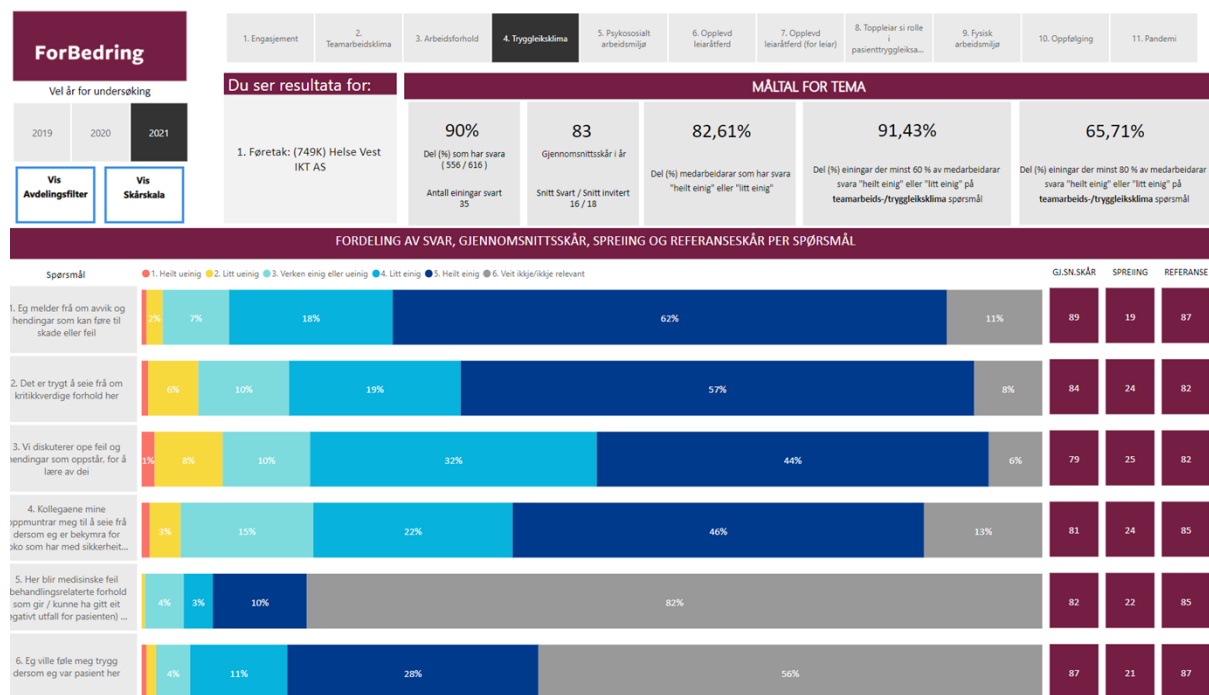 ForBedring
Vel år for undersøking
2019
2020
2021
Vis
Avdelingsfilter
Vis
Skårskala
1. Engasjement
2.
Teamarbeidsklima
3. Arbeidsforhold
4. Tryggleiksklima
5. Psykososialt
arbeidsmiljø
6. Opplevd
leiaråtferd
7. Opplevd
leiaråtferd (for leiar)
8. Toppleiar si rolle
i
pasienttryggleiksa...
9. Fysisk
arbeidsmiljø
10. Oppfølging
11. Pandemi
Du ser resultata for:
1. Føretak: (749K) Helse Vest
IKT AS
MÅLTAL FOR TEMA
90%
Del (%) som har svara
( 556 / 616 )
Antall einingar svart
35
83
Gjennomsnittsskår i år
Snitt Svart / Snitt invitert
16 / 18
82,61%
Del (%) medarbeidarar som har svara
"heilt einig" eller "litt einig"
91,43%
Del (%) einingar der minst 60 % av medarbeidarar
svara "heilt einig" eller "litt einig" på
teamarbeids-/tryggleiksklima spørsmål
65,71%
Del (%) einingar der minst 80 % av medarbeidarar
svara "heilt einig" eller "litt einig" på
teamarbeids-/tryggleiksklima spørsmål
FORDELING AV SVAR, GJENNOMSNITTSSKÅR, SPREIING OG REFERANSESKÅR PER SPØRSMÅL
Spørsmål
1. Heilt ueinig 2. Litt ueinig 3. Verken einig eller ueinig 4. Litt einig 5. Heilt einig 6. Veit ikkje/ikkje relevant
GJ.SN.SKÅR SPREIING REFERANSE
1. Eg melder frå om avvik og
hendingar som kan føre til
skade eller feil
2% 7% 18% 62% 11%
89 19 87
2. Det er trygt å seie frå om
kritikkverdige forhold her
6% 10% 19% 57% 8%
84 24 82
3. Vi diskuterer ope feil og
hendingar som oppstår, for å
lære av dei
1% 8% 10% 32% 44% 6%
79 25 82
4. Kollegaene mine
oppmuntrar meg til å seie frå
dersom eg er bekymra for
oko som har med sikkerheit...
3% 15% 22% 46% 13%
81 24 85
5. Her blir medisinske feil
behandlingsrelaterte forhold
som gir / kunne ha gitt eit
egativt utfall for pasienten) ...
4% 3% 10% 82%
82 22 85
6. Eg ville føle meg trygg
dersom eg var pasient her
4% 11% 28% 56%
87 21 87